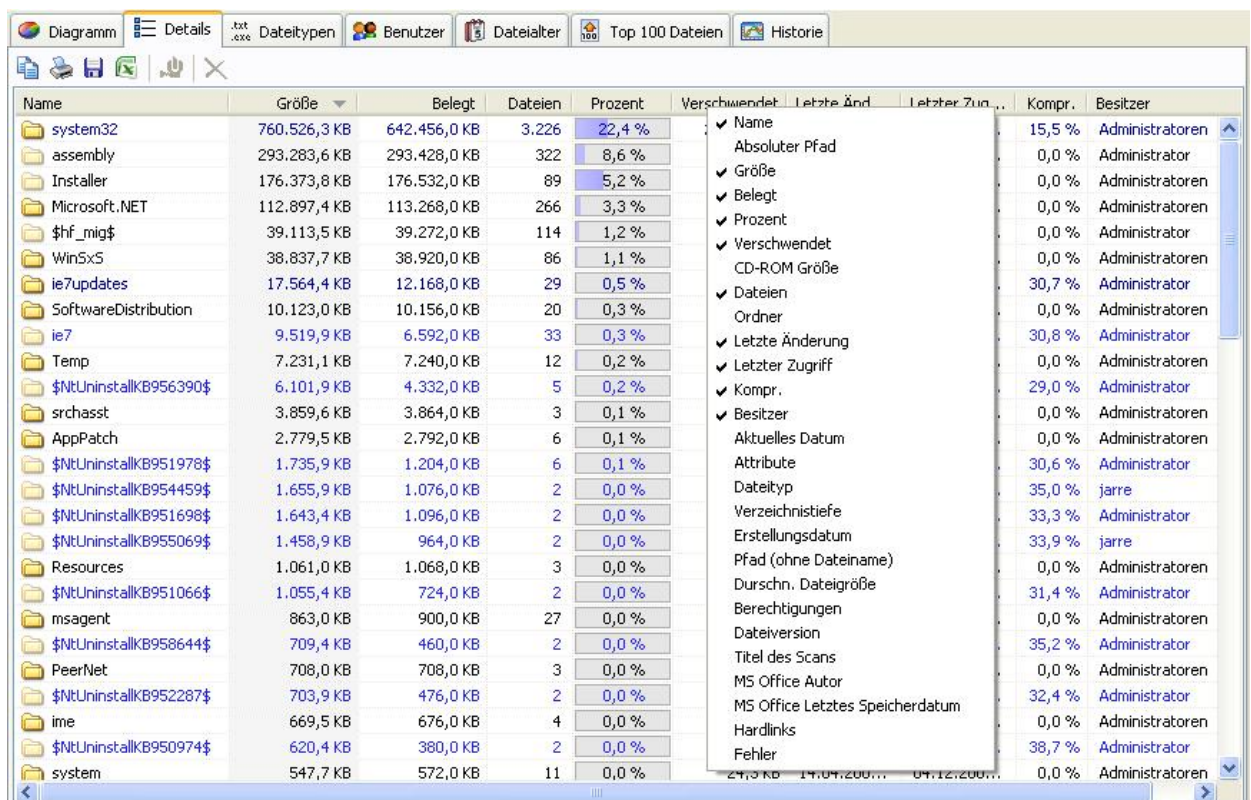 Diagramm Details .txt .exe Dateitypen Benutzer 5 Dateialter 100 Top 100 Dateien Historie
Name Größe Belegt Dateien Prozent Verschwendet Letzte Änd... Letzter Zug... Kompr. Besitzer
system32 760.526,3 KB 642.456,0 KB 3.226 22,4 % 15,5 % Administratoren
assembly 293.283,6 KB 293.428,0 KB 322 8,6 % 0,0 % Administrator
Installer 176.373,8 KB 176.532,0 KB 89 5,2 % 0,0 % Administratoren
Microsoft.NET 112.897,4 KB 113.268,0 KB 266 3,3 % 0,0 % Administratoren
$hf_mig$ 39.113,5 KB 39.272,0 KB 114 1,2 % 0,0 % Administratoren
WinSxS 38.837,7 KB 38.920,0 KB 86 1,1 % 0,0 % Administratoren
ie7updates 17.564,4 KB 12.168,0 KB 29 0,5 % 30,7 % Administrator
SoftwareDistribution 10.123,0 KB 10.156,0 KB 20 0,3 % 0,0 % Administratoren
ie7 9.519,9 KB 6.592,0 KB 33 0,3 % 30,8 % Administrator
Temp 7.231,1 KB 7.240,0 KB 12 0,2 % 0,0 % Administratoren
$NtUninstallKB956390$ 6.101,9 KB 4.332,0 KB 5 0,2 % 29,0 % Administrator
srchasst 3.859,6 KB 3.864,0 KB 3 0,1 % 0,0 % Administratoren
AppPatch 2.779,5 KB 2.792,0 KB 6 0,1 % 0,0 % Administratoren
$NtUninstallKB951978$ 1.735,9 KB 1.204,0 KB 6 0,1 % 30,6 % Administrator
$NtUninstallKB954459$ 1.655,9 KB 1.076,0 KB 2 0,0 % 35,0 % jarre
$NtUninstallKB951698$ 1.643,4 KB 1.096,0 KB 2 0,0 % 33,3 % Administrator
$NtUninstallKB955069$ 1.458,9 KB 964,0 KB 2 0,0 % 33,9 % jarre
Resources 1.061,0 KB 1.068,0 KB 3 0,0 % 0,0 % Administratoren
$NtUninstallKB951066$ 1.055,4 KB 724,0 KB 2 0,0 % 31,4 % Administrator
msagent 863,0 KB 900,0 KB 27 0,0 % 0,0 % Administratoren
$NtUninstallKB958644$ 709,4 KB 460,0 KB 2 0,0 % 35,2 % Administrator
PeerNet 708,0 KB 708,0 KB 3 0,0 % 0,0 % Administratoren
$NtUninstallKB952287$ 703,9 KB 476,0 KB 2 0,0 % 32,4 % Administrator
ime 669,5 KB 676,0 KB 4 0,0 % 0,0 % Administratoren
$NtUninstallKB950974$ 620,4 KB 380,0 KB 2 0,0 % 38,7 % Administrator
system 547,7 KB 572,0 KB 11 0,0 % 24,3 KB 14.04.200... 04.12.200... 0,0 % Administratoren
Name
Absoluter Pfad
Größe
Belegt
Prozent
Verschwendet
CD-ROM Größe
Dateien
Ordner
Letzte Änderung
Letzter Zugriff
Kompr.
Besitzer
Aktuelles Datum
Attribute
Dateityp
Verzeichnistiefe
Erstellungsdatum
Pfad (ohne Dateiname)
Durschn. Dateigröße
Berechtigungen
Dateiversion
Titel des Scans
MS Office Autor
MS Office Letztes Speicherdatum
Hardlinks
Fehler